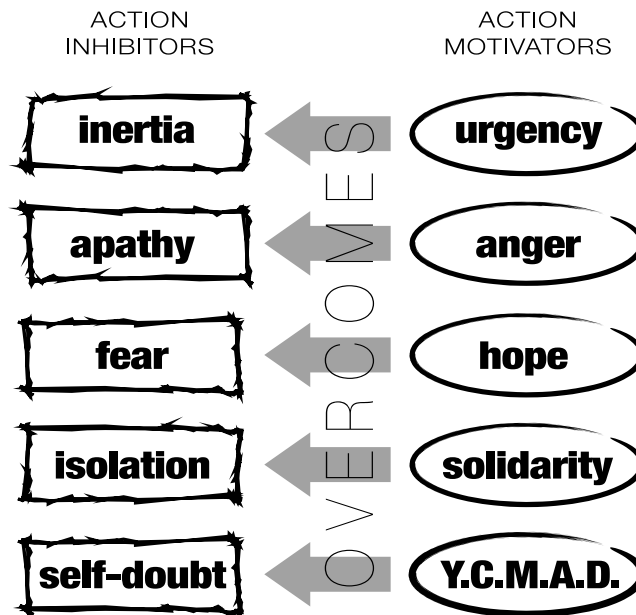 ACTION
INHIBITORS
ACTION
MOTIVATORS
inertia
urgency
apathy
anger
fear
hope
isolation
solidarity
self-doubt
Y.C.M.A.D.
OVERCOMES